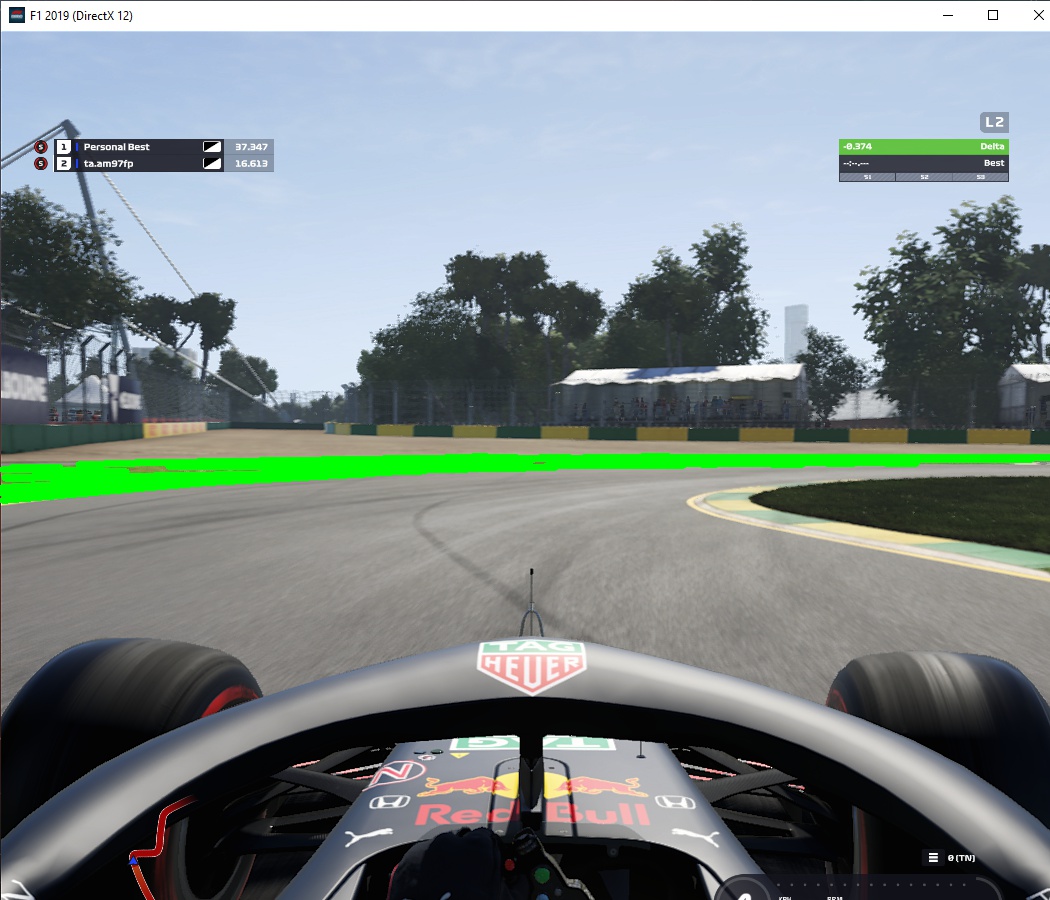 F1 2019 (DirectX 12)
L2
S 1 Personal Best 37.347
S 2 ta.am97fp 16.613
-0.374 Delta
--:--.--- Best
S1 S2 S3
TAG
HEUER
Red Bull
0 (TN)